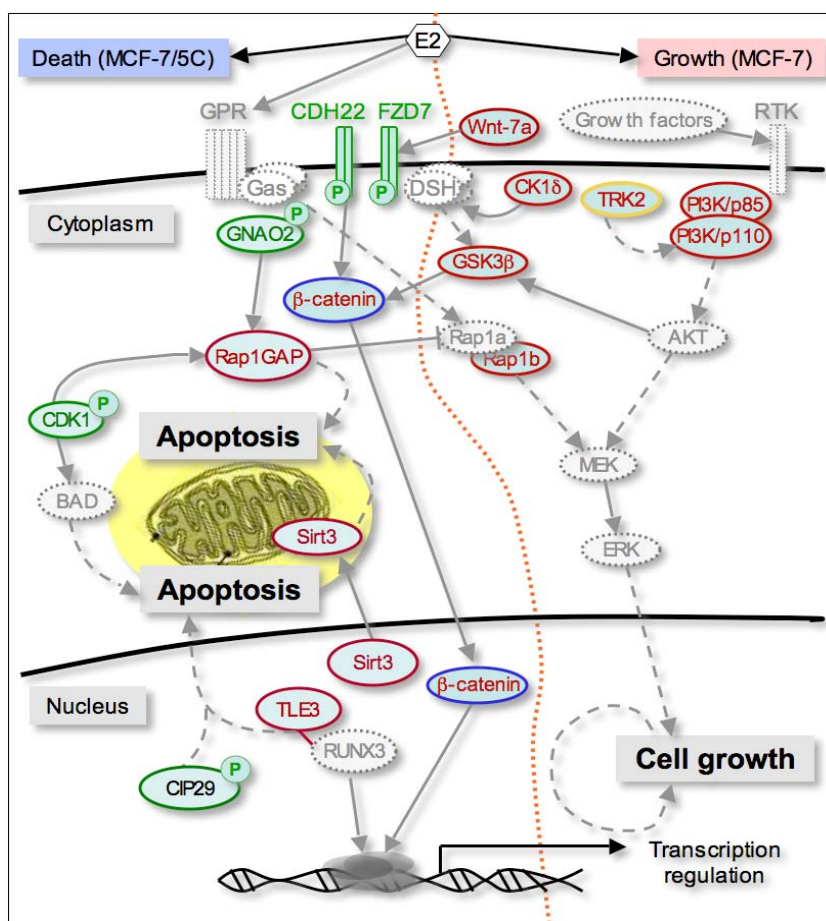 E2
Death (MCF-7/5C)
Growth (MCF-7)
GPR
CDH22
FZD7
Wnt-7a
Growth factors
RTK
Gas
P
P
DSH
CK1δ
TRK2
PI3K/p85
PI3K/p110
Cytoplasm
P
GNAO2
GSK3β
β-catenin
Rap1a
Rap1b
AKT
Rap1GAP
P
CDK1
Apoptosis
MEK
BAD
Sirt3
ERK
Apoptosis
Sirt3
β-catenin
Nucleus
TLE3
RUNX3
Cell growth
P
CIP29
Transcription
regulation